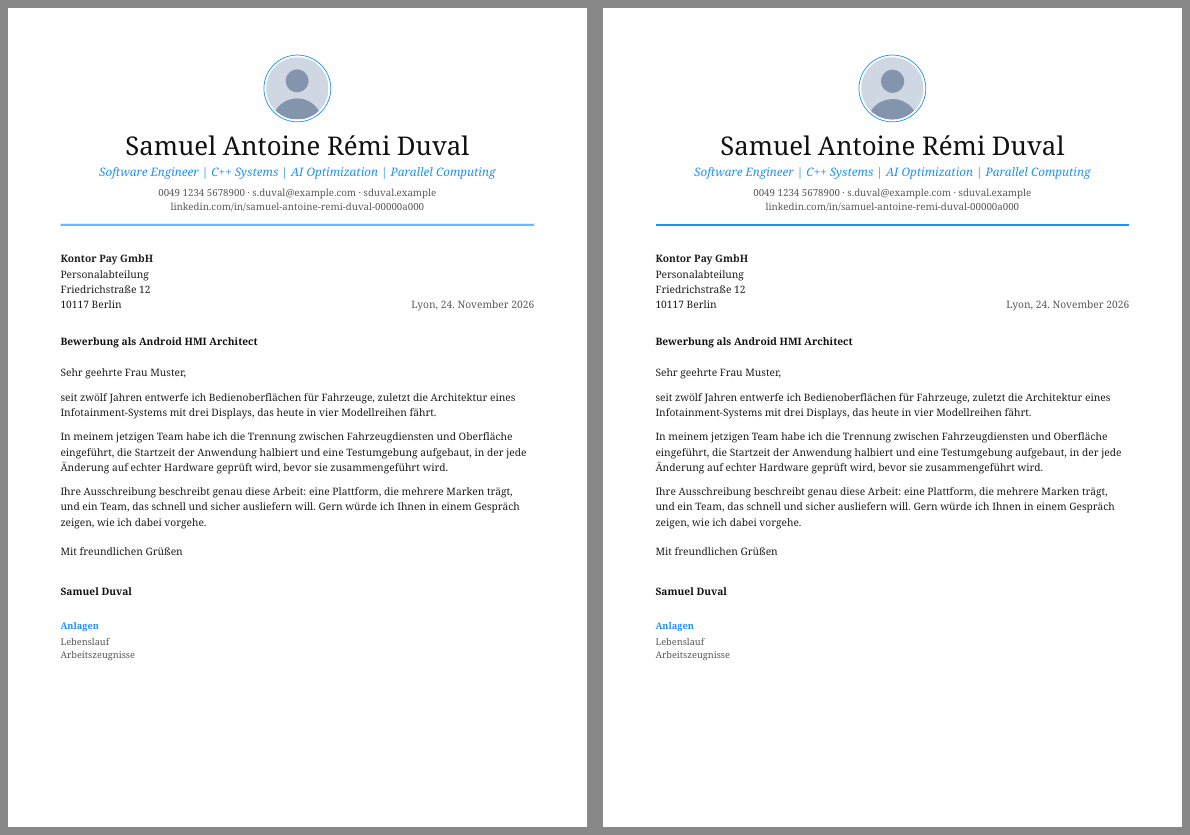 Samuel Antoine Rémi Duval
Software Engineer | C++ Systems | AI Optimization | Parallel Computing
0049 1234 5678900 · s.duval@example.com · sduval.example
linkedin.com/in/samuel-antoine-remi-duval-00000a000
Kontor Pay GmbH
Personalabteilung
Friedrichstraße 12
10117 Berlin
Lyon, 24. November 2026
Bewerbung als Android HMI Architect
Sehr geehrte Frau Muster,
seit zwölf Jahren entwerfe ich Bedienoberflächen für Fahrzeuge, zuletzt die Architektur eines
Infotainment-Systems mit drei Displays, das heute in vier Modellreihen fährt.
In meinem jetzigen Team habe ich die Trennung zwischen Fahrzeugdiensten und Oberfläche
eingeführt, die Startzeit der Anwendung halbiert und eine Testumgebung aufgebaut, in der jede
Änderung auf echter Hardware geprüft wird, bevor sie zusammengeführt wird.
Ihre Ausschreibung beschreibt genau diese Arbeit: eine Plattform, die mehrere Marken trägt,
und ein Team, das schnell und sicher ausliefern will. Gern würde ich Ihnen in einem Gespräch
zeigen, wie ich dabei vorgehe.
Mit freundlichen Grüßen
Samuel Duval
Anlagen
Lebenslauf
Arbeitszeugnisse
Samuel Antoine Rémi Duval
Software Engineer | C++ Systems | AI Optimization | Parallel Computing
0049 1234 5678900 · s.duval@example.com · sduval.example
linkedin.com/in/samuel-antoine-remi-duval-00000a000
Kontor Pay GmbH
Personalabteilung
Friedrichstraße 12
10117 Berlin
Lyon, 24. November 2026
Bewerbung als Android HMI Architect
Sehr geehrte Frau Muster,
seit zwölf Jahren entwerfe ich Bedienoberflächen für Fahrzeuge, zuletzt die Architektur eines
Infotainment-Systems mit drei Displays, das heute in vier Modellreihen fährt.
In meinem jetzigen Team habe ich die Trennung zwischen Fahrzeugdiensten und Oberfläche
eingeführt, die Startzeit der Anwendung halbiert und eine Testumgebung aufgebaut, in der jede
Änderung auf echter Hardware geprüft wird, bevor sie zusammengeführt wird.
Ihre Ausschreibung beschreibt genau diese Arbeit: eine Plattform, die mehrere Marken trägt,
und ein Team, das schnell und sicher ausliefern will. Gern würde ich Ihnen in einem Gespräch
zeigen, wie ich dabei vorgehe.
Mit freundlichen Grüßen
Samuel Duval
Anlagen
Lebenslauf
Arbeitszeugnisse